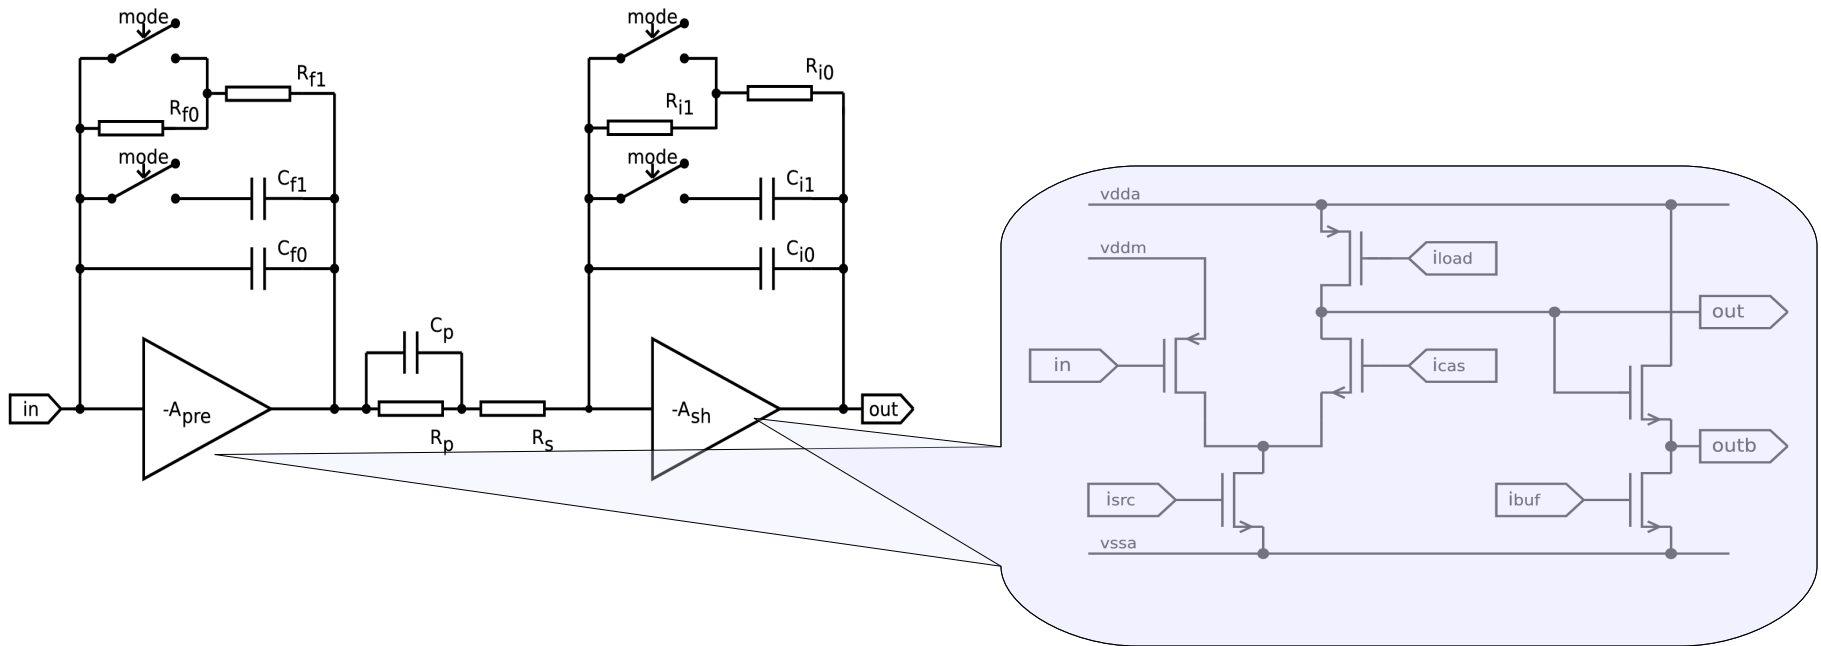 mode
mode
Rf1
Ri0
Rf0
Ri1
mode
mode
Cf1
Ci1
vdda
Cf0
Ci0
vddm
iload
out
Cp
in
icas
in
-Apre
-Ash
out
Rp
Rs
outb
isrc
ibuf
vssa